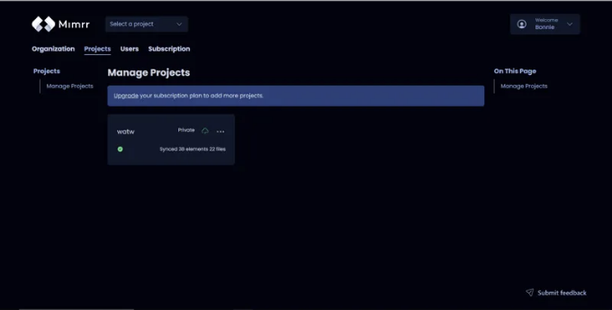 Mimrr
Select a project
Welcome
Bonnie
Organization Projects Users Subscription
Projects
Manage Projects
Manage Projects
Upgrade your subscription plan to add more projects.
watw
Private
Synced 38 elements 22 files
On This Page
Manage Projects
Submit feedback